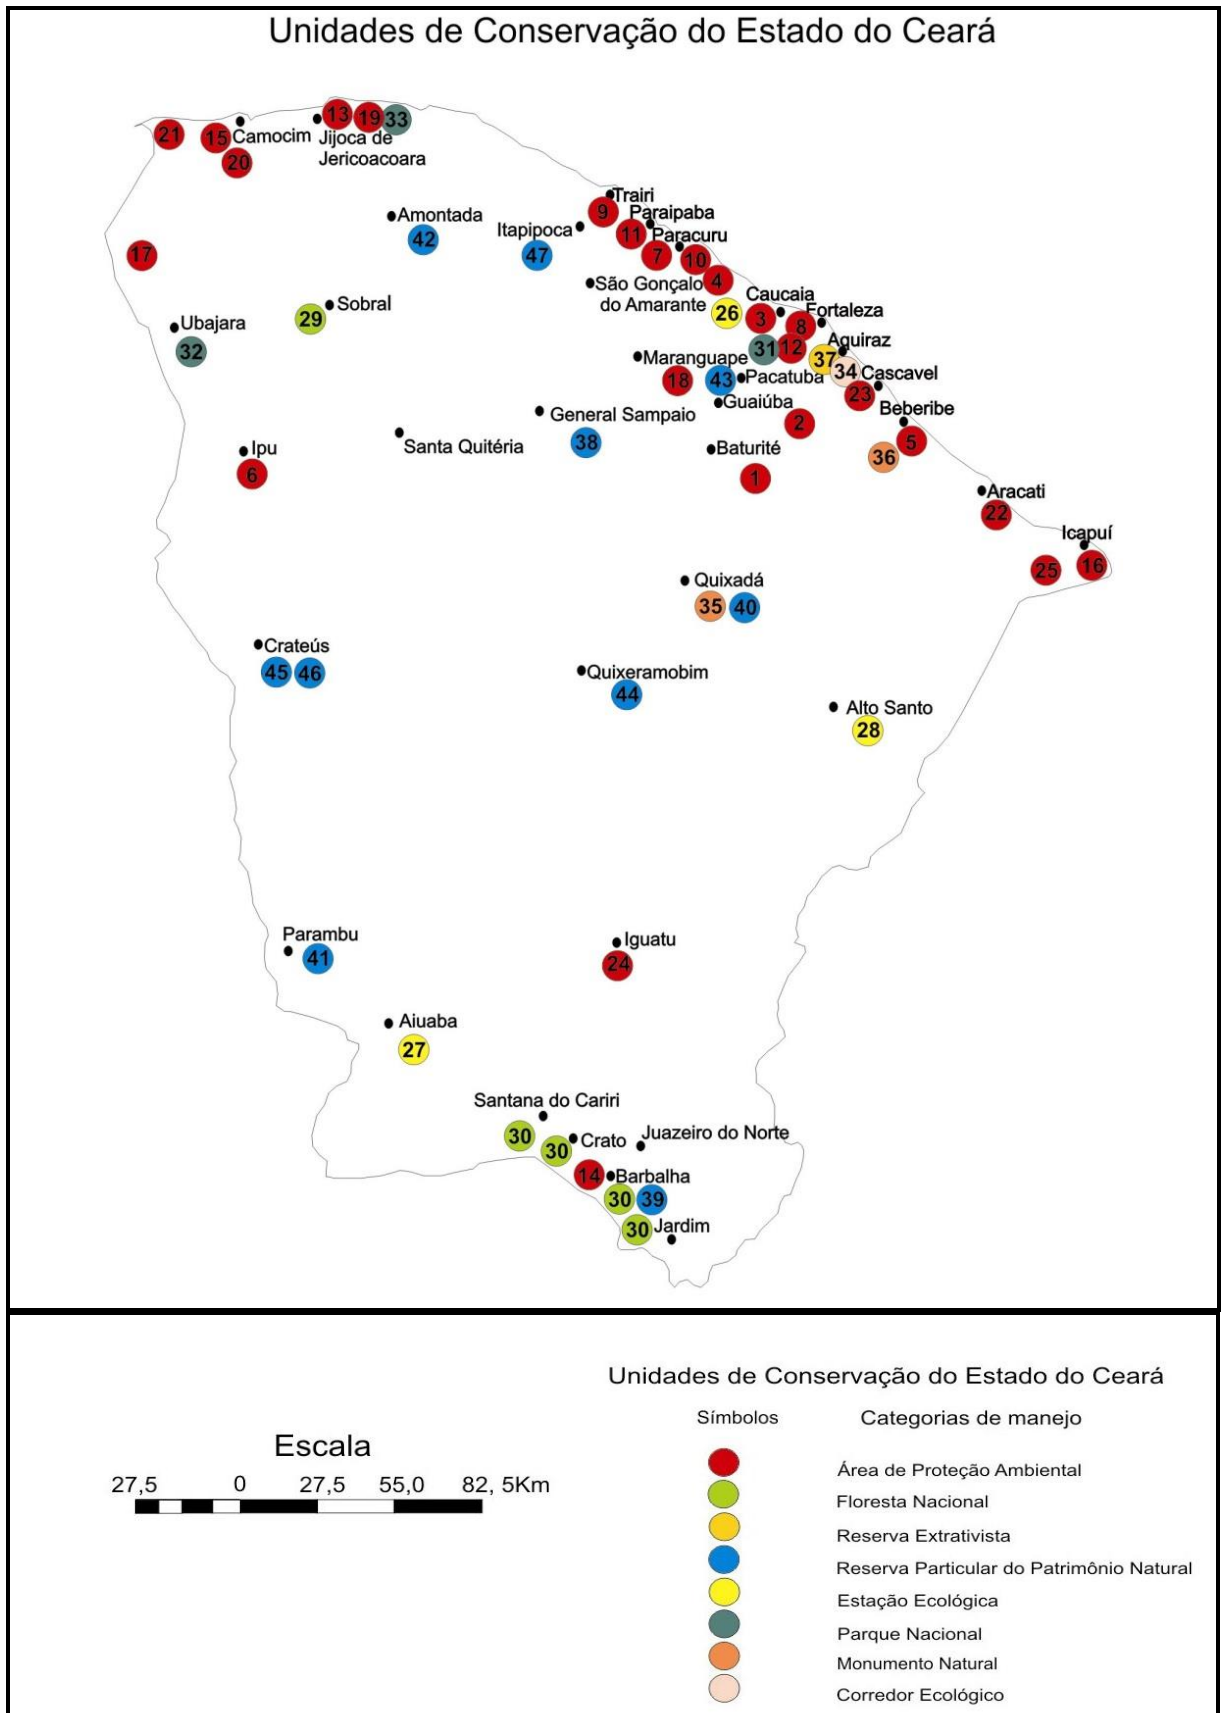 Unidades de Conservação do Estado do Ceará
13
19
33
21
15
Camocim
Jijoca de
Jericoacoara
20
Trairi
9
Paraipaba
Amontada
42
Itapipoca
47
11
Paracuru
7
10
17
4
São Gonçalo
do Amarante
26
Caucaia
3
8
Fortaleza
Sobral
29
Ubajara
32
31
12
Aquiraz
37
34
Maranguape
18
43
Pacatuba
Cascavel
23
Guaiúba
2
Beberibe
5
36
General Sampaio
38
Santa Quitéria
Ipu
6
Baturité
1
Aracati
22
Icapuí
25
16
Quixadá
35
40
Crateús
45
46
Quixeramobim
44
Alto Santo
28
Parambu
41
Iguatu
24
Aiuaba
27
Santana do Cariri
30
30
Crato
Juazeiro do Norte
14
Barbalha
30
39
30
Jardim
Escala
27,5 0 27,5 55,0 82, 5Km
Unidades de Conservação do Estado do Ceará
Símbolos Categorias de manejo
Área de Proteção Ambiental
Floresta Nacional
Reserva Extrativista
Reserva Particular do Patrimônio Natural
Estação Ecológica
Parque Nacional
Monumento Natural
Corredor Ecológico